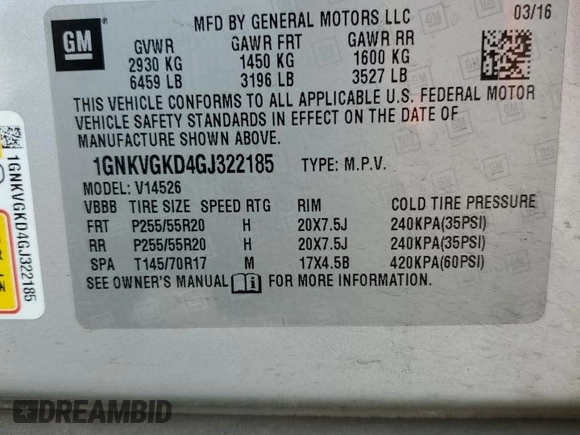 GM
MFD BY GENERAL MOTORS LLC
03/16
GVWR GAWR FRT GAWR RR
2930 KG 1450 KG 1600 KG
6459 LB 3196 LB 3527 LB
THIS VEHICLE CONFORMS TO ALL APPLICABLE U.S. FEDERAL MOTOR
VEHICLE SAFETY STANDARDS IN EFFECT ON THE DATE OF
MANUFACTURE SHOWN ABOVE.
1GNKVGKD4GJ322185 TYPE: M.P.V.
MODEL: V14526
VBBB TIRE SIZE SPEED RTG RIM COLD TIRE PRESSURE
FRT P255/55R20 H 20X7.5J 240KPA(35PSI)
RR P255/55R20 H 20X7.5J 240KPA(35PSI)
SPA T145/70R17 M 17X4.5B 420KPA(60PSI)
SEE OWNER'S MANUAL FOR MORE INFORMATION.
1GNKVGKD4GJ322185
DREAMBID